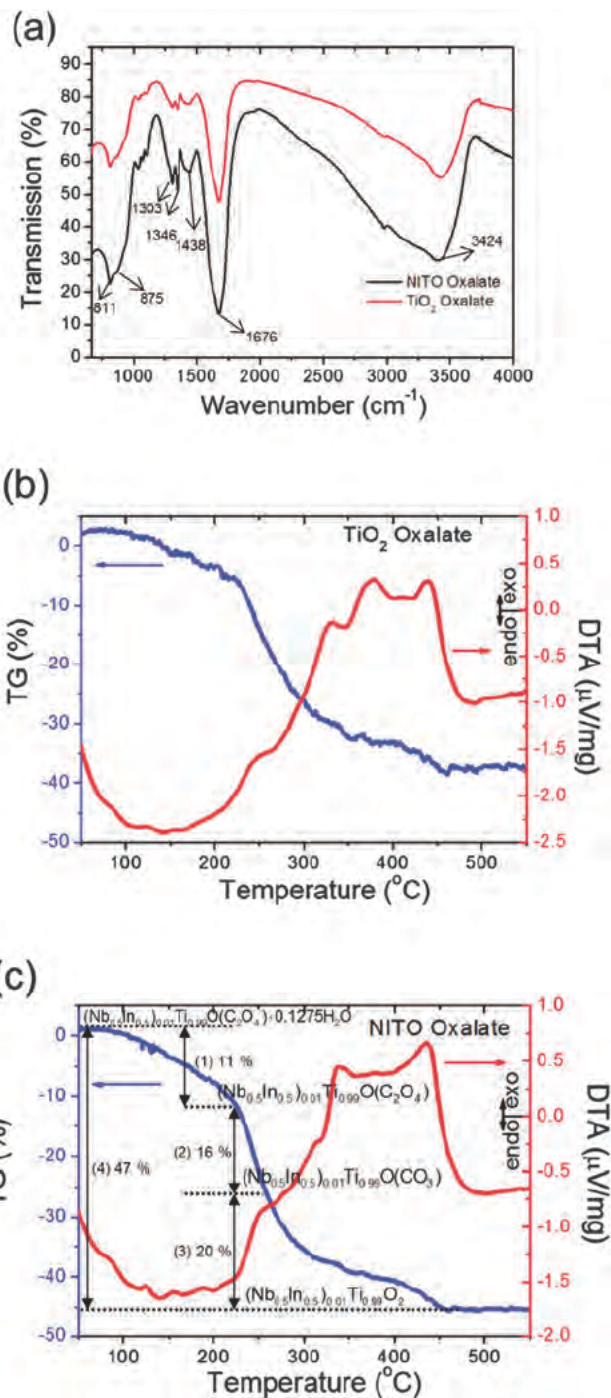 (a)
90
80
70
60
50
40
30
20
10
0
Transmission (%)
1303
1346
1438
811
875
1676
3424
NITO Oxalate
TiO₂ Oxalate
1000 1500 2000 2500 3000 3500 4000
Wavenumber (cm⁻¹)
(b)
TiO₂ Oxalate
0
-10
-20
-30
-40
-50
TG (%)
1.0
0.5
0.0
-0.5
-1.0
-1.5
-2.0
-2.5
endo exo
DTA (µV/mg)
50 100 200 300 400 500
Temperature (°C)
(c)
O(C₂O₄)·0.1275H₂O
NITO Oxalate
(1) 11 %
(Nb₀.₅In₀.₅)₀.₀₁Ti₀.₉₉O(C₂O₄)
(2) 16 %
(Nb₀.₅In₀.₅)₀.₀₁Ti₀.₉₉O(CO₃)
(4) 47 %
(3) 20 %
(Nb₀.₅In₀.₅)₀.₀₁Ti₀.₉₉O₂
0
-10
-20
-30
-40
-50
1.0
0.5
0.0
-0.5
-1.0
-1.5
-2.0
endo exo
DTA (µV/mg)
50 100 200 300 400 500
Temperature (°C)